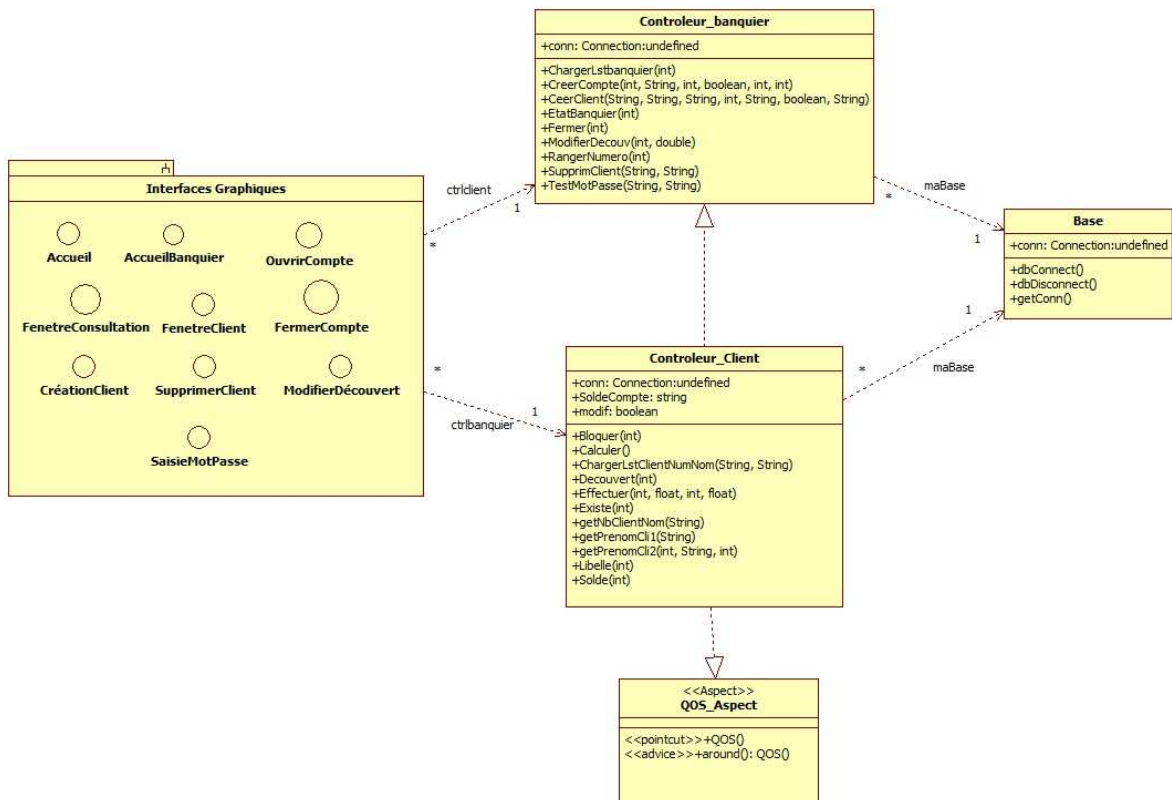 Controleur_banquier
+conn: Connection:undefined
+ChargerLstbanquier(int)
+CreerCompte(int, String, int, boolean, int, int)
+CeerClient(String, String, String, int, String, boolean, String)
+EtatBanquier(int)
+Fermer(int)
+ModifierDecouv(int, double)
+RangerNumero(int)
+SupprimClient(String, String)
+TestMotPasse(String, String)
Interfaces Graphiques
Accueil
AccueilBanquier
OuvrirCompte
FenetreConsultation
FenetreClient
FermerCompte
CréationClient
SupprimerClient
ModifierDécouvert
SaisieMotPasse
ctrlclient
1
*
*
1
ctrlbanquier
*
maBase
1
Base
+conn: Connection:undefined
+dbConnect()
+dbDisconnect()
+getConn()
1
*
maBase
Controleur_Client
+conn: Connection:undefined
+SoldeCompte: string
+modif: boolean
+Bloquer(int)
+Calculer()
+ChargerLstClientNumNom(String, String)
+Decouvert(int)
+Effectuer(int, float, int, float)
+Existe(int)
+getNbClientNom(String)
+getPrenomCli1(String)
+getPrenomCli2(int, String, int)
+Libelle(int)
+Solde(int)
<<Aspect>>
QOS_Aspect
<<pointcut>>+QOS()
<<advice>>+around(): QOS()